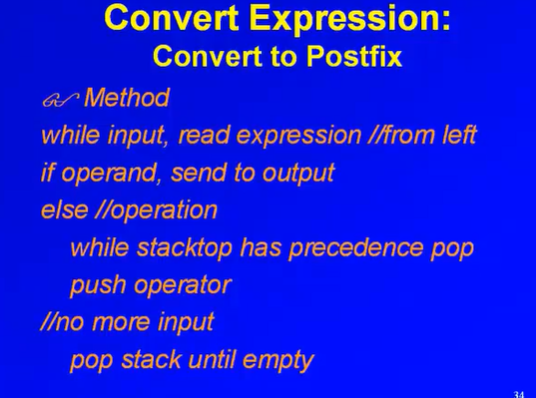 Convert Expression:
Convert to Postfix
Method
while input, read expression //from left
if operand, send to output
else //operation
while stacktop has precedence pop
push operator
//no more input
pop stack until empty
34